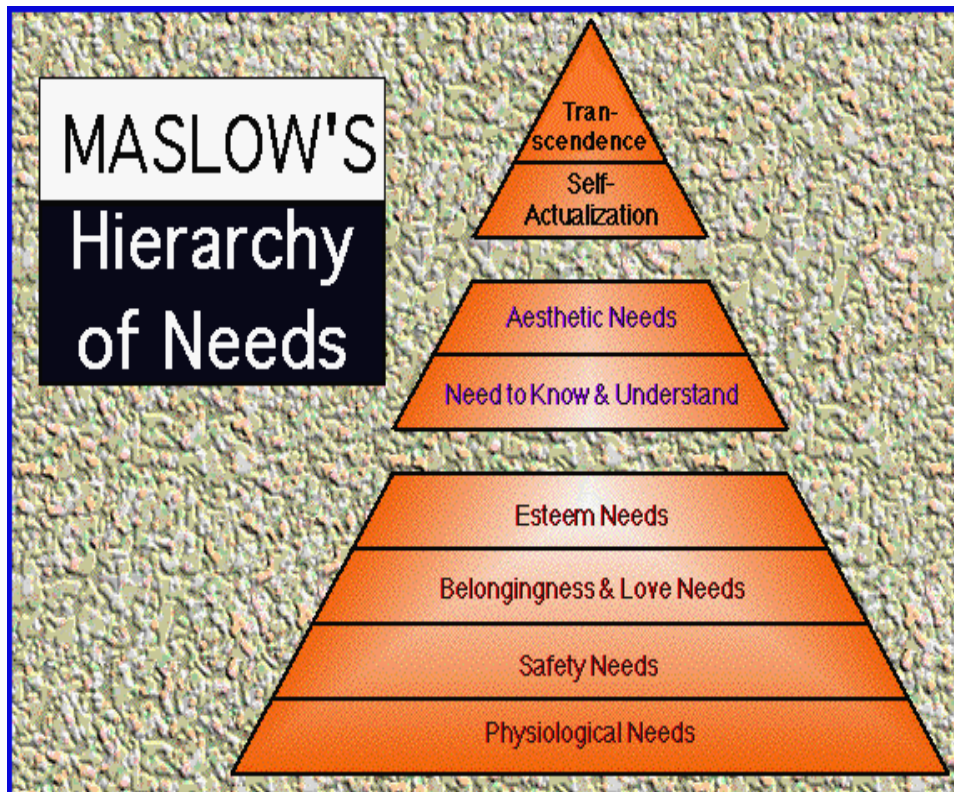 MASLOW'S
Hierarchy
of Needs
Tran-
scendence
Self-
Actualization
Aesthetic Needs
Need to Know & Understand
Esteem Needs
Belongingness & Love Needs
Safety Needs
Physiological Needs